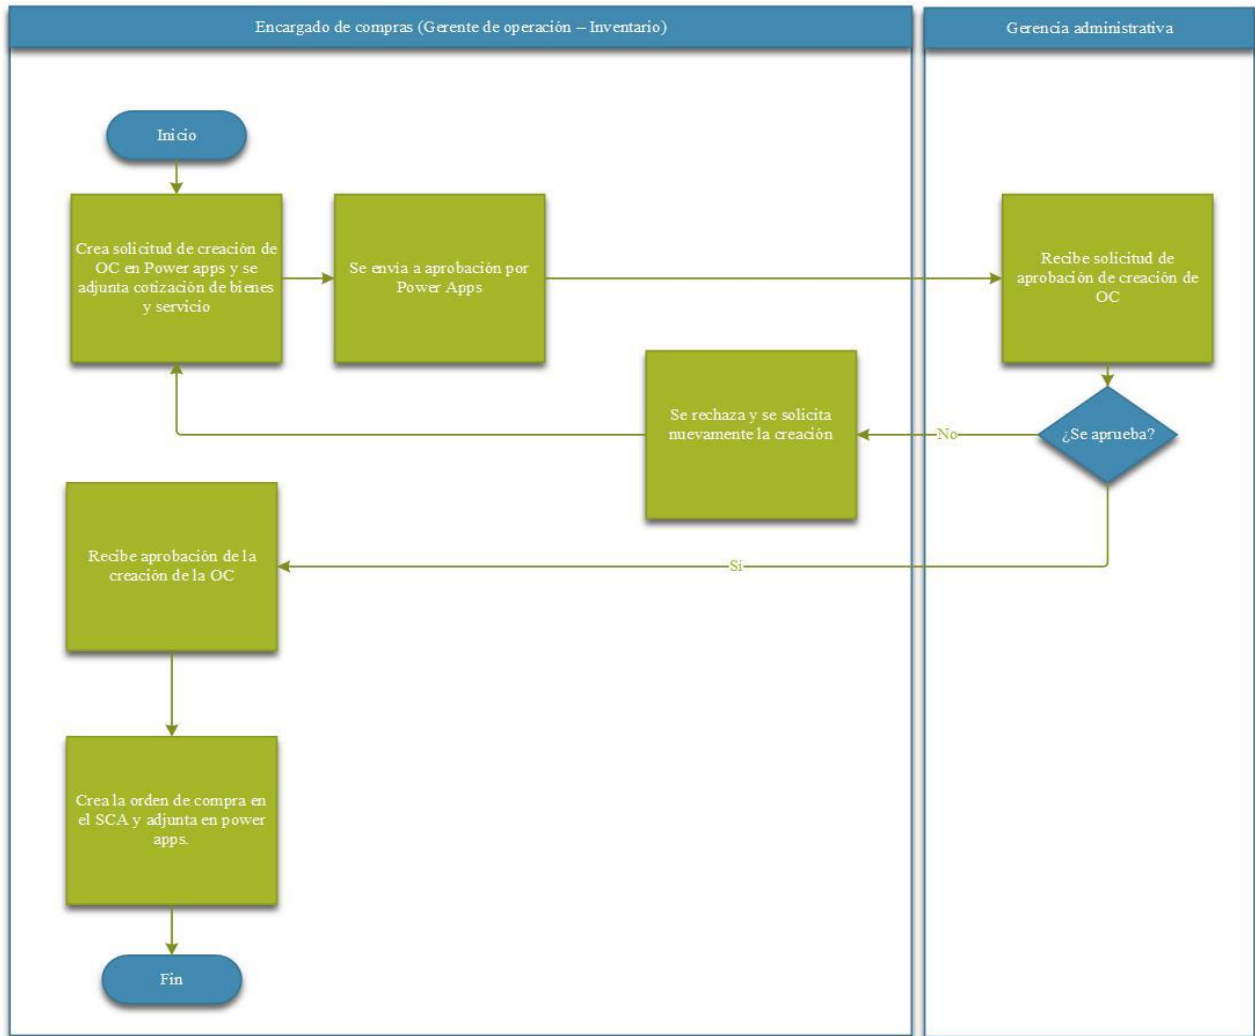 Encargado de compras (Gerente de operación – Inventario)
Gerencia administrativa
Inicio
Crea solicitud de creación de
OC en Power apps y se
adjunta cotización de bienes
y servicio
Se envia a aprobación por
Power Apps
Recibe solicitud de
aprobación de creación de
OC
¿Se aprueba?
No
Se rechaza y se solicita
nuevamente la creación
Sí
Recibe aprobación de la
creación de la OC
Crea la orden de compra en
el SCA y adjunta en power
apps.
Fin